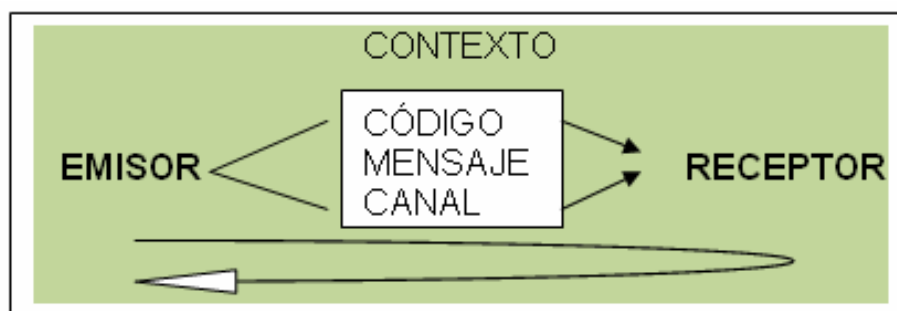 CONTEXTO
EMISOR
CÓDIGO
MENSAJE
CANAL
RECEPTOR